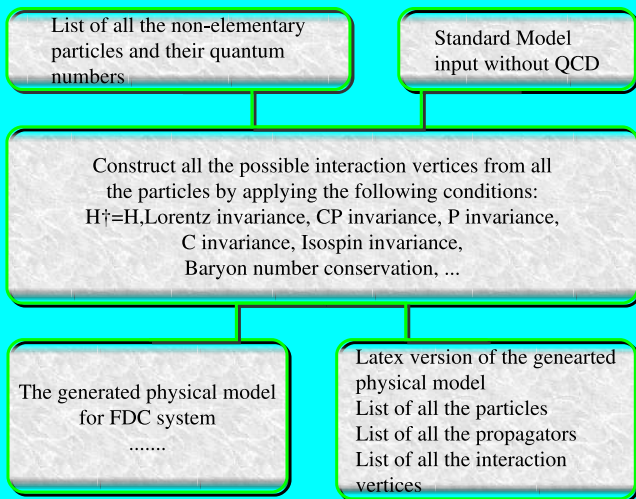 List of all the non-elementary
particles and their quantum
numbers
Standard Model
input without QCD
Construct all the possible interaction vertices from all
the particles by applying the following conditions:
H†=H,Lorentz invariance, CP invariance, P invariance,
C invariance, Isospin invariance,
Baryon number conservation, ...
The generated physical model
for FDC system
.......
Latex version of the genearted
physical model
List of all the particles
List of all the propagators
List of all the interaction
vertices